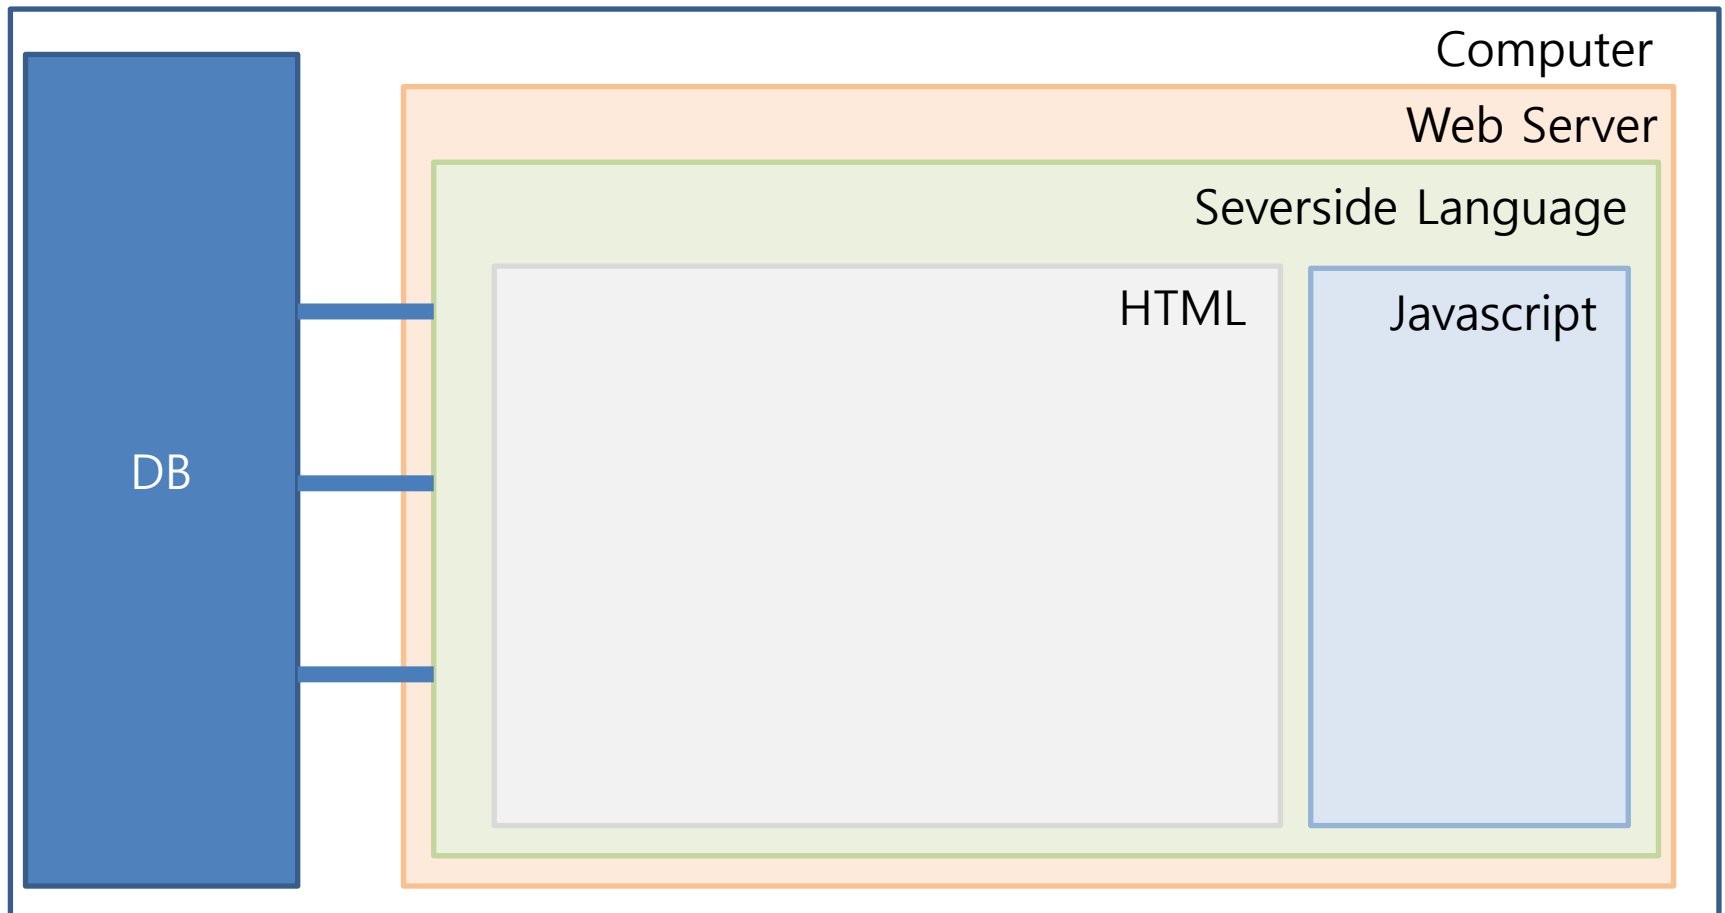 Computer
Web Server
Severside Language
HTML
Javascript
DB